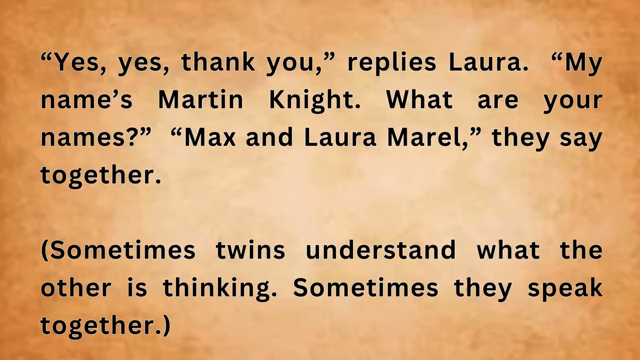 “Yes, yes, thank you,” replies Laura.  “My
name’s Martin Knight. What are your
names?”  “Max and Laura Marel,” they say
together.

(Sometimes twins understand what the
other is thinking. Sometimes they speak
together.)